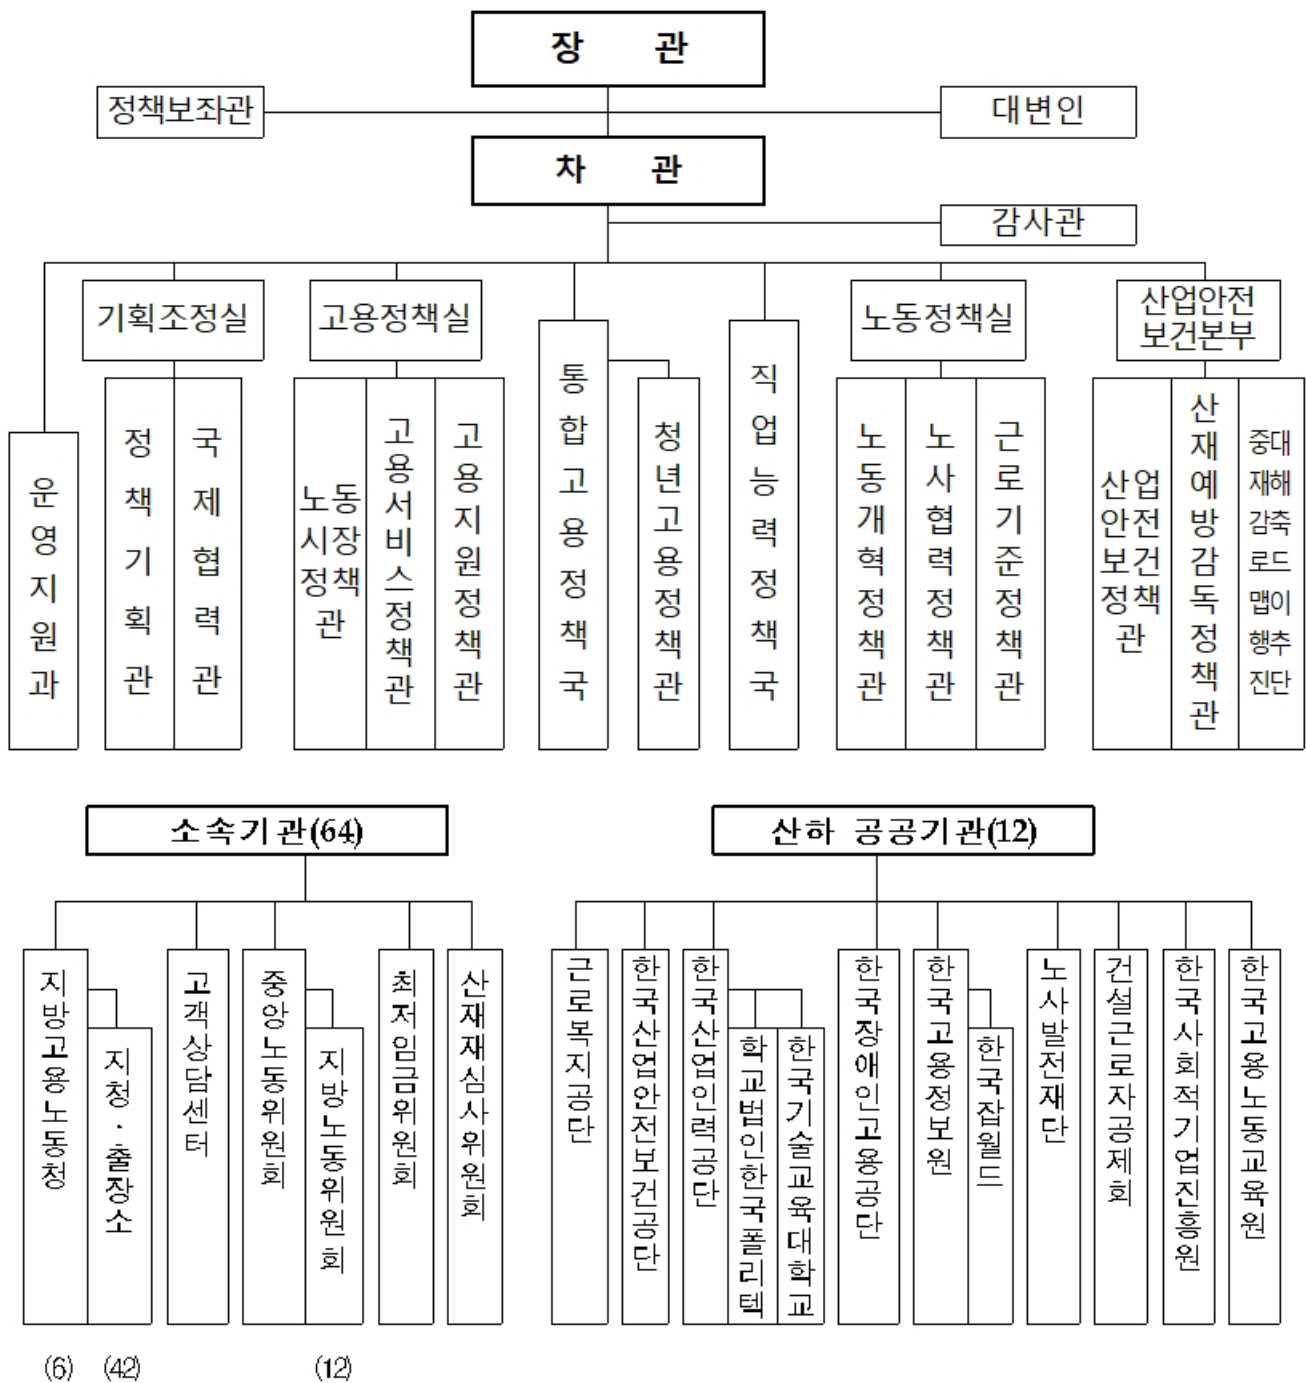 장 관
정책보좌관
대변인
차 관
감사관
기획조정실
고용정책실
노동정책실
산업안전
보건본부
운영지원과
정책기획관
국제협력관
노동
시장
정책
관
고용서비스정책관
고용지원정책관
통합고용정책국
청년고용정책관
직업능력정책국
노동개혁정책관
노사협력정책관
근로기준정책관
산업
안전
보건
정책
관
산재예방감독정책관
중대
재해
감축
로드
맵이
행추
진단
소속기관(64)
산하 공공기관(12)
지방고용노동청
지청·출장소
고객상담센터
중앙노동위원회
지방노동위원회
최저임금위원회
산재재심사위원회
근로복지공단
한국산업안전보건공단
한국산업인력공단
학교법인한국폴리텍
한국기술교육대학교
한국장애인고용공단
한국고용정보원
한국잡월드
노사발전재단
건설근로자공제회
한국사회적기업진흥원
한국고용노동교육원
(6) (42) (12)